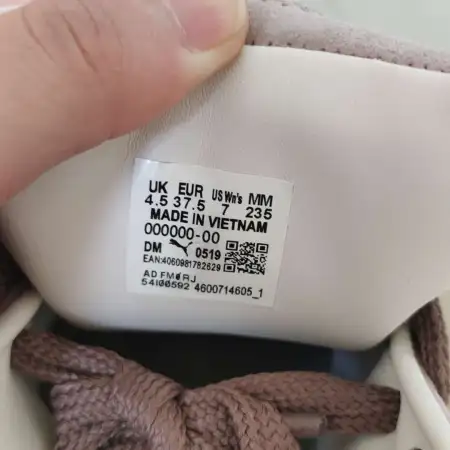 UK EUR US Wn's MM
4.5 37.5 7 235
MADE IN VIETNAM
000000-00
DM 0519
EAN:4060981782629
54I00592 4600714605_1